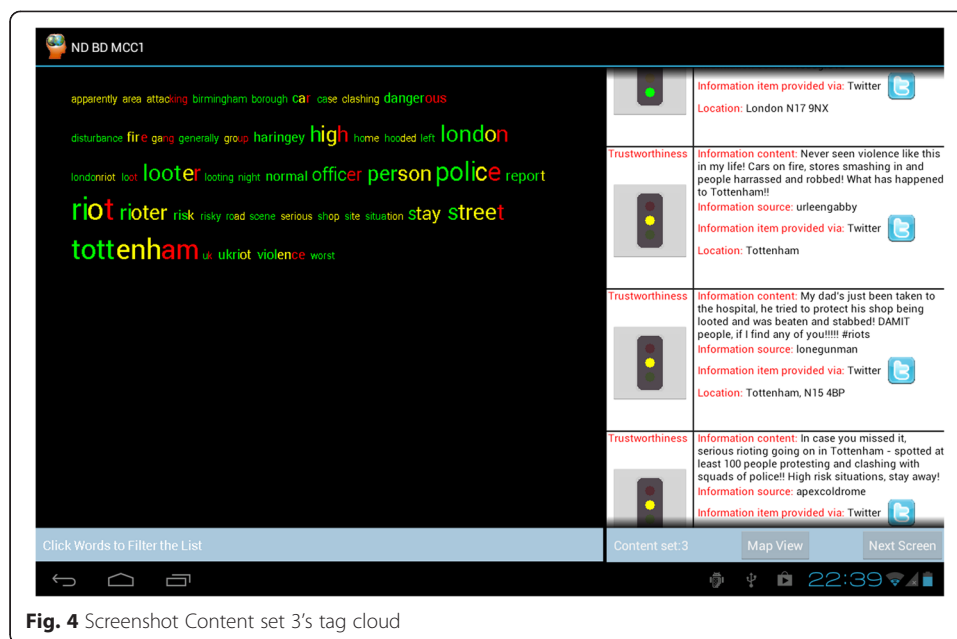 ND BD MCC1
apparently area attacking birmingham borough car case clashing dangerous
disturbance fire gang generally group haringey high home hooded left london
londonriot loot looter looting night normal officer person police report
riot rioter risk risky road scene serious shop site situation stay street
tottenham uk ukriot violence worst
Information item provided via: Twitter
Location: London N17 9NX
Trustworthiness
Information content: Never seen violence like this
in my life! Cars on fire, stores smashing in and
people harrassed and robbed! What has happened
to Tottenham!!
Information source: urleengabby
Information item provided via: Twitter
Location: Tottenham
Trustworthiness
Information content: My dad's just been taken to
the hospital, he tried to protect his shop being
looted and was beaten and stabbed! DAMIT
people, if I find any of you!!!!! #riots
Information source: lonegunman
Information item provided via: Twitter
Location: Tottenham, N15 4BP
Trustworthiness
Information content: In case you missed it,
serious rioting going on in Tottenham - spotted at
least 100 people protesting and clashing with
squads of police!! High risk situations, stay away!
Information source: apexcoldrome
Information item provided via: Twitter
Click Words to Filter the List
Content set:3
Map View
Next Screen
22:39
Fig. 4 Screenshot Content set 3's tag cloud